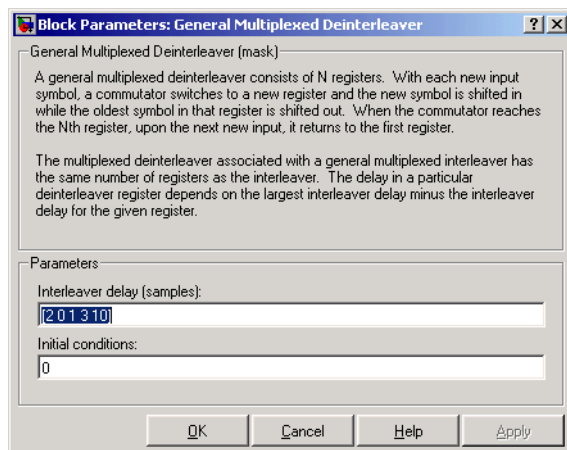 Block Parameters: General Multiplexed Deinterleaver
General Multiplexed Deinterleaver (mask)
A general multiplexed deinterleaver consists of N registers. With each new input
symbol, a commutator switches to a new register and the new symbol is shifted in
while the oldest symbol in that register is shifted out. When the commutator reaches
the Nth register, upon the next new input, it returns to the first register.
The multiplexed deinterleaver associated with a general multiplexed interleaver has
the same number of registers as the interleaver. The delay in a particular
deinterleaver register depends on the largest interleaver delay minus the interleaver
delay for the given register.
Parameters
Interleaver delay (samples):
[2 0 1 3 10]
Initial conditions:
0
OK Cancel Help Apply